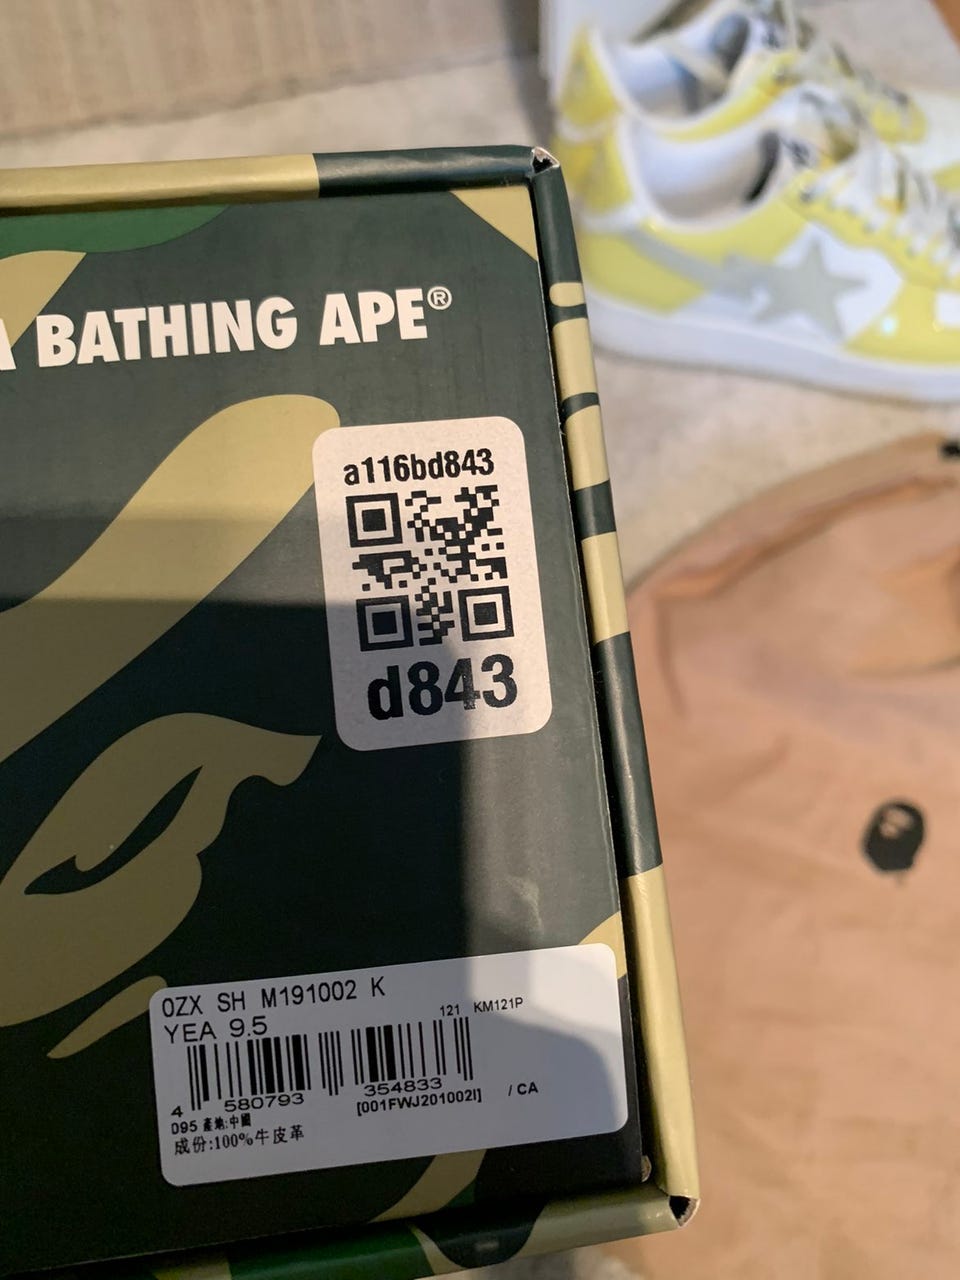 A BATHING APE®
a116bd843
d843
0ZX SH M191002 K
YEA 9.5
121 KM121P
4 580793 354833
[001FWJ201002I] / CA
095 產地:中國
成份:100%牛皮革